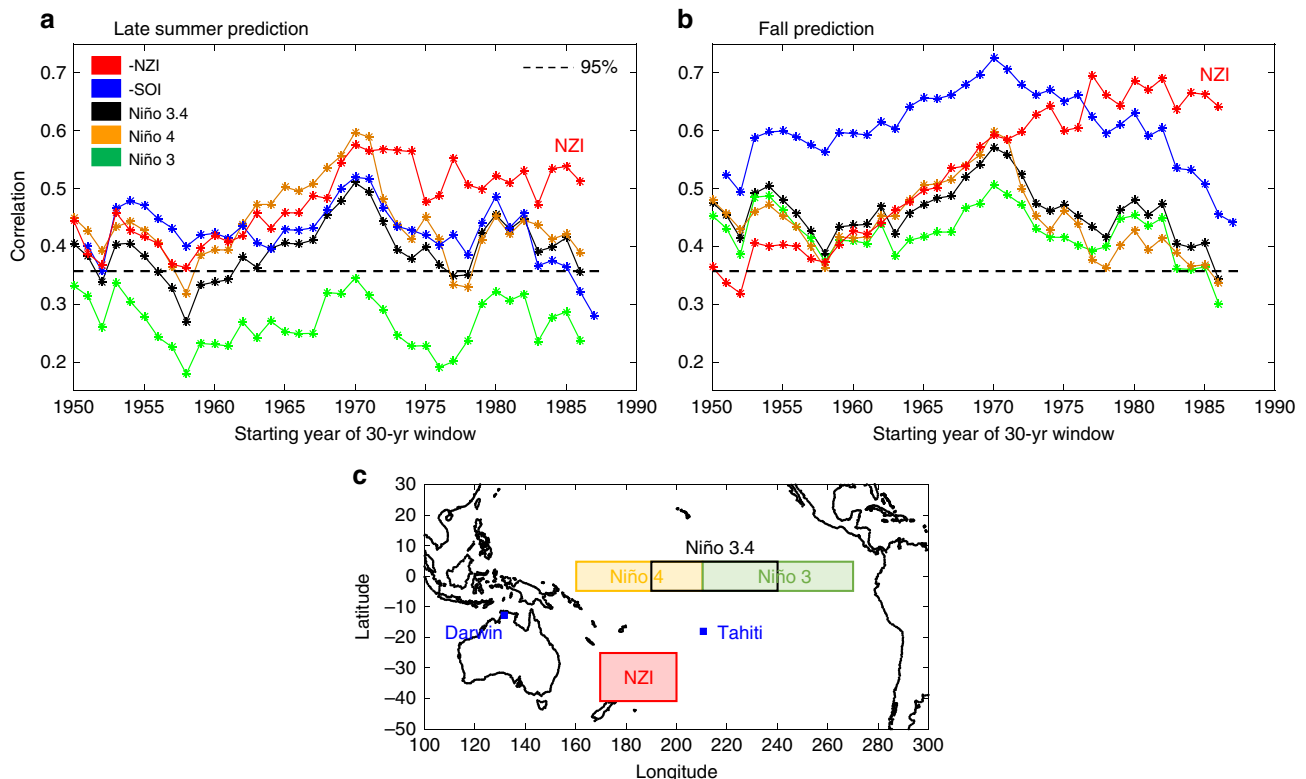 a
Late summer prediction
0.7
0.6
0.5
0.4
0.3
0.2
Correlation
-NZI
-SOI
Niño 3.4
Niño 4
Niño 3
95%
NZI
1950 1955 1960 1965 1970 1975 1980 1985 1990
Starting year of 30-yr window
b
Fall prediction
0.7
0.6
0.5
0.4
0.3
0.2
NZI
1950 1955 1960 1965 1970 1975 1980 1985 1990
Starting year of 30-yr window
c
30
20
10
0
−10
−20
−30
−40
−50
Latitude
Niño 3.4
Niño 4
Niño 3
Darwin
Tahiti
NZI
100 120 140 160 180 200 220 240 260 280 300
Longitude